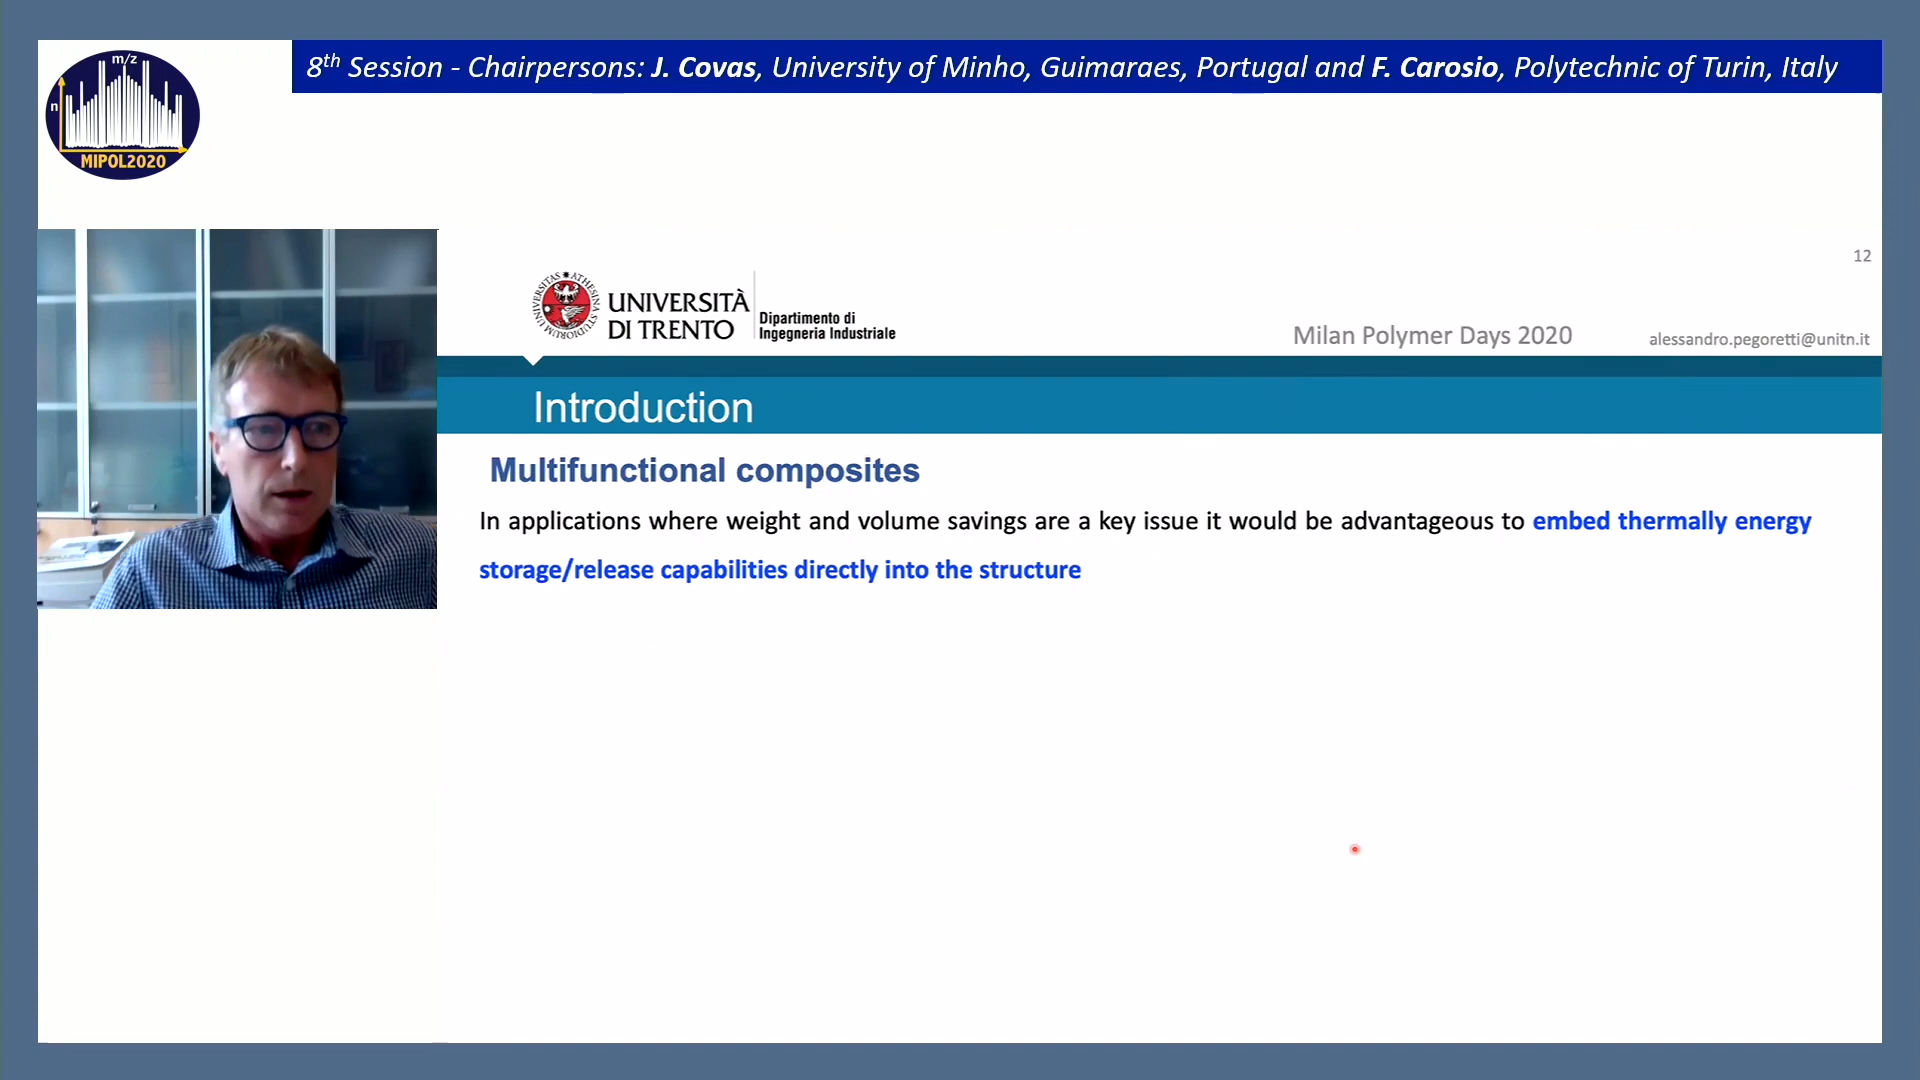 8th Session - Chairpersons: J. Covas, University of Minho, Guimaraes, Portugal and F. Carosio, Polytechnic of Turin, Italy
m/z
n
MIPOL2020
12
UNIVERSITAS ATHESINA STUDIORUM
UNIVERSITÀ
DI TRENTO
Dipartimento di
Ingegneria Industriale
Milan Polymer Days 2020
alessandro.pegoretti@unitn.it
Introduction
Multifunctional composites
In applications where weight and volume savings are a key issue it would be advantageous to embed thermally energy
storage/release capabilities directly into the structure